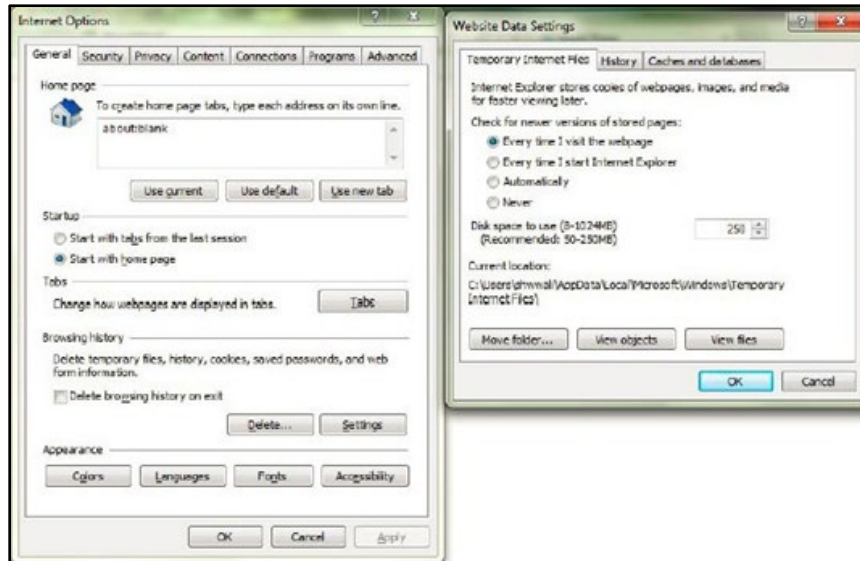 Internet Options
General Security Privacy Content Connections Programs Advanced
Home page
To create home page tabs, type each address on its own line.
about:blank
Use current Use default Use new tab
Startup
Start with tabs from the last session
Start with home page
Tabs
Change how webpages are displayed in tabs. Tabs
Browsing history
Delete temporary files, history, cookies, saved passwords, and web
form information.
Delete browsing history on exit
Delete... Settings
Appearance
Colors Languages Fonts Accessibility
OK Cancel Apply
Website Data Settings
Temporary Internet Files History Caches and databases
Internet Explorer stores copies of webpages, images, and media
for faster viewing later.
Check for newer versions of stored pages:
Every time I visit the webpage
Every time I start Internet Explorer
Automatically
Never
Disk space to use (8-1024MB) 250
(Recommended: 50-250MB)
Current location:
C:\Users\phwwali\AppData\Local\Microsoft\Windows\Temporary
Internet Files\
Move folder... View objects View files
OK Cancel